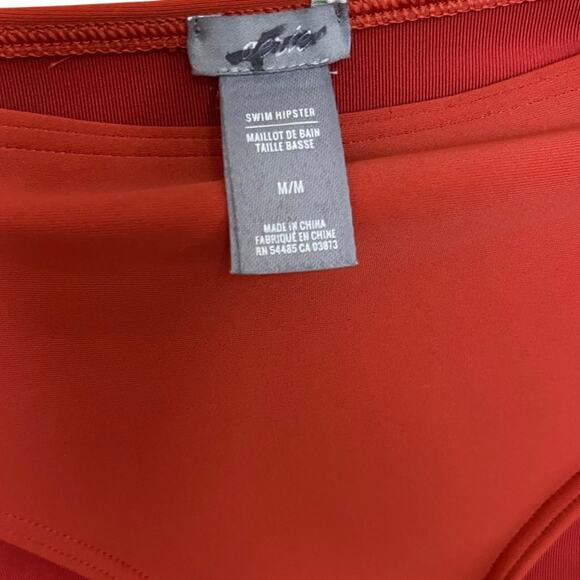 aerie
SWIM HIPSTER
MAILLOT DE BAIN
TAILLE BASSE
M/M
MADE IN CHINA
FABRIQUÉ EN CHINE
RN 54485 CA 03873